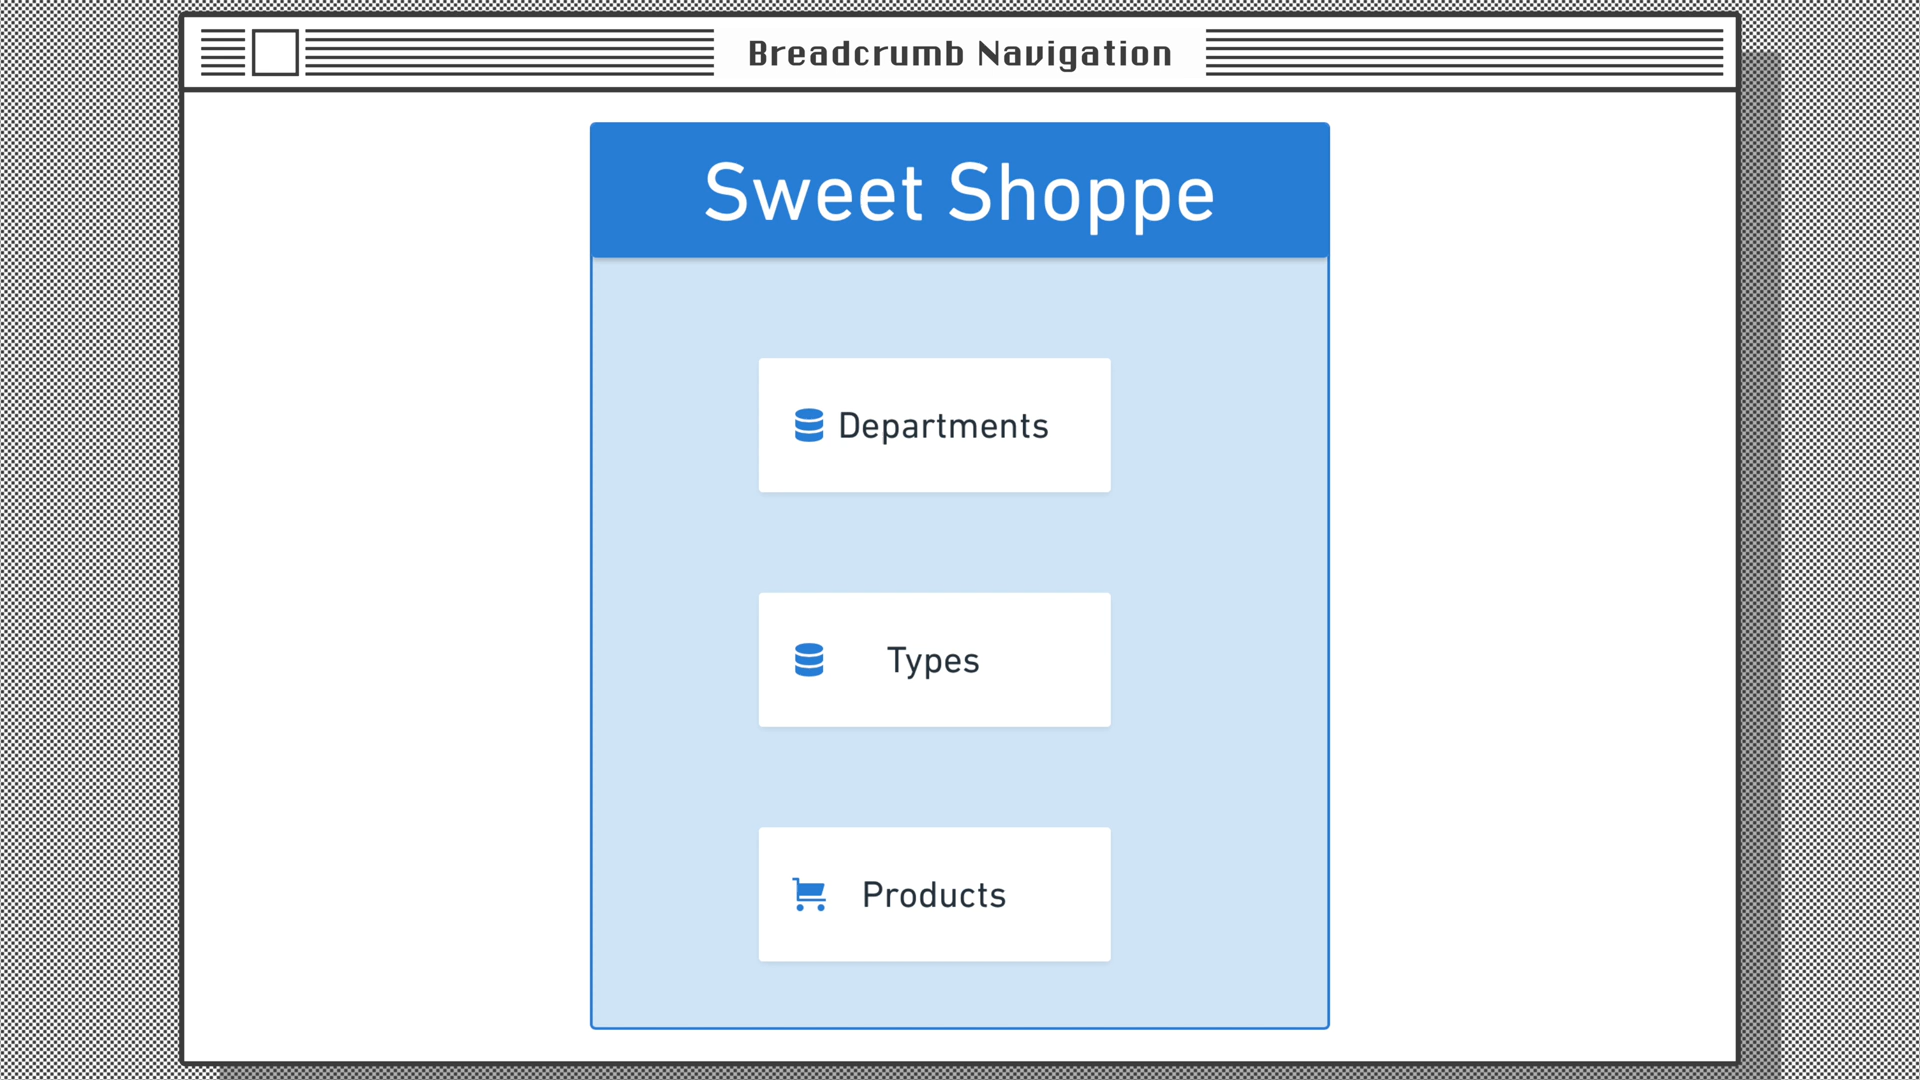 Breadcrumb Navigation
Sweet Shoppe
Departments
Types
Products